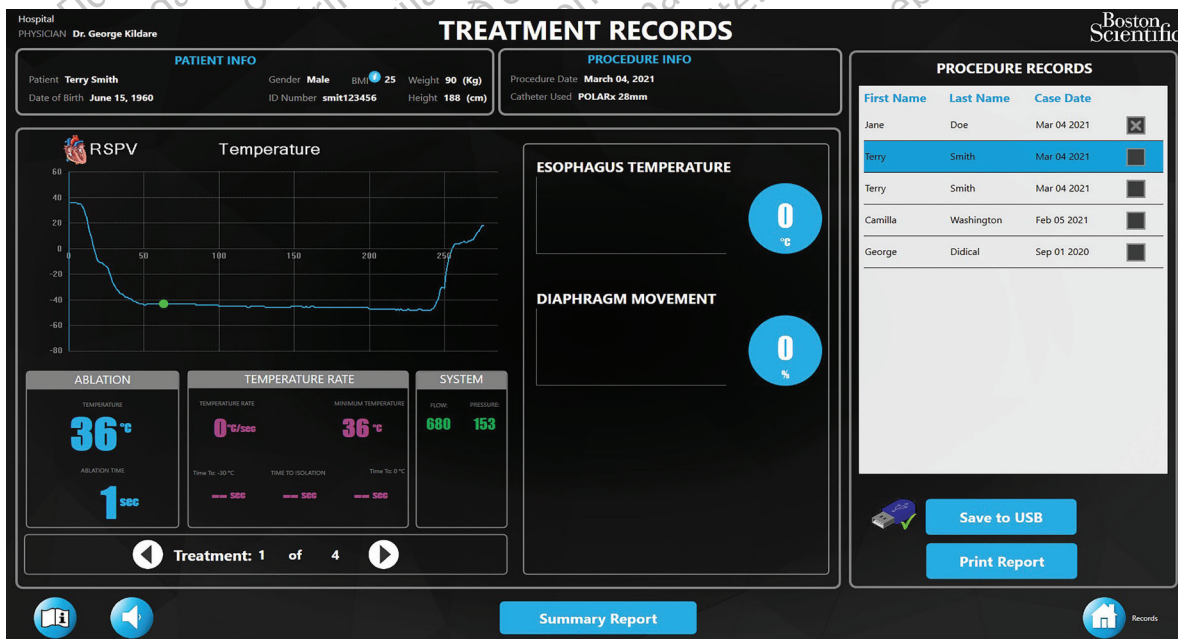 Hospital
PHYSICIAN Dr. George Kildare
TREATMENT RECORDS
Boston
Scientific
PATIENT INFO
Patient Terry Smith Gender Male BMI i 25 Weight 90 (Kg)
Date of Birth June 15, 1960 ID Number smit123456 Height 188 (cm)
PROCEDURE INFO
Procedure Date March 04, 2021
Catheter Used POLARx 28mm
RSPV Temperature
60
40
20
0
-20
-40
-60
-80
0 50 100 150 200 250
ABLATION
TEMPERATURE
36 °C
ABLATION TIME
1 sec
TEMPERATURE RATE
TEMPERATURE RATE MINIMUM TEMPERATURE
0 °C/sec 36 °C
Time To: -30 °C TIME TO ISOLATION Time To: 0 °C
-- sec -- sec -- sec
SYSTEM
FLOW: PRESSURE:
680 153
Treatment: 1 of 4
ESOPHAGUS TEMPERATURE
0
°C
DIAPHRAGM MOVEMENT
0
%
PROCEDURE RECORDS
First Name Last Name Case Date
Jane Doe Mar 04 2021
Terry Smith Mar 04 2021
Terry Smith Mar 04 2021
Camilla Washington Feb 05 2021
George Didical Sep 01 2020
Save to USB
Print Report
Summary Report
Records